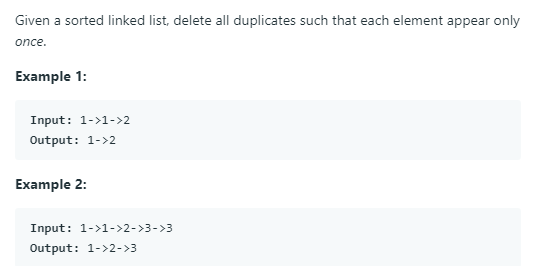 Given a sorted linked list, delete all duplicates such that each element appear only
once.
Example 1:
Input: 1->1->2
Output: 1->2
Example 2:
Input: 1->1->2->3->3
Output: 1->2->3